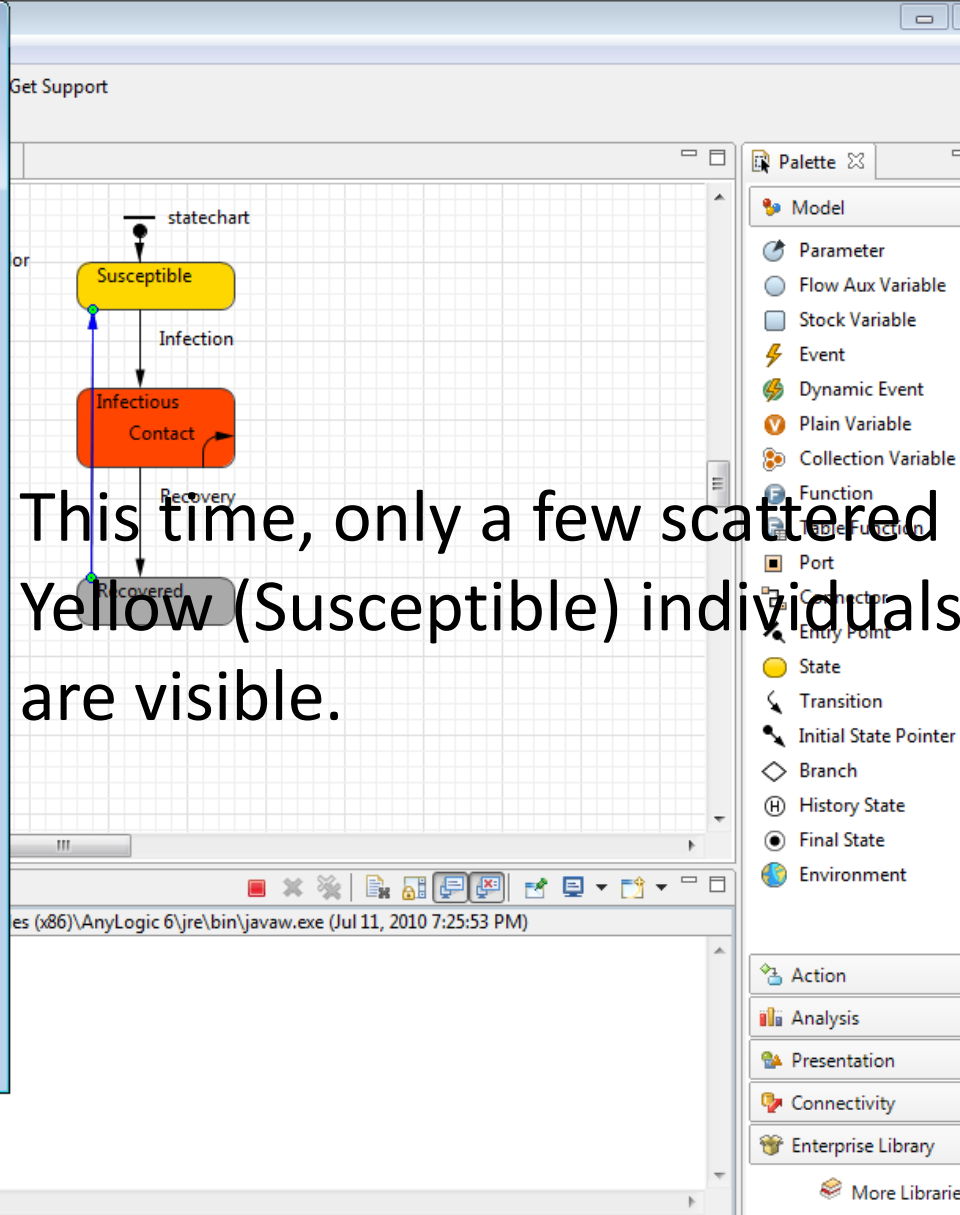 Get Support
Palette
Model
statechart
or
Susceptible
Infection
Infectious
Contact
Recovery
Recovered
Parameter
Flow Aux Variable
Stock Variable
Event
Dynamic Event
Plain Variable
Collection Variable
Function
Table Function
Port
Connector
Entry Point
State
Transition
Initial State Pointer
Branch
History State
Final State
Environment
This time, only a few scattered
Yellow (Susceptible) individuals
are visible.
les (x86)\AnyLogic 6\jre\bin\javaw.exe (Jul 11, 2010 7:25:53 PM)
Action
Analysis
Presentation
Connectivity
Enterprise Library
More Librarie